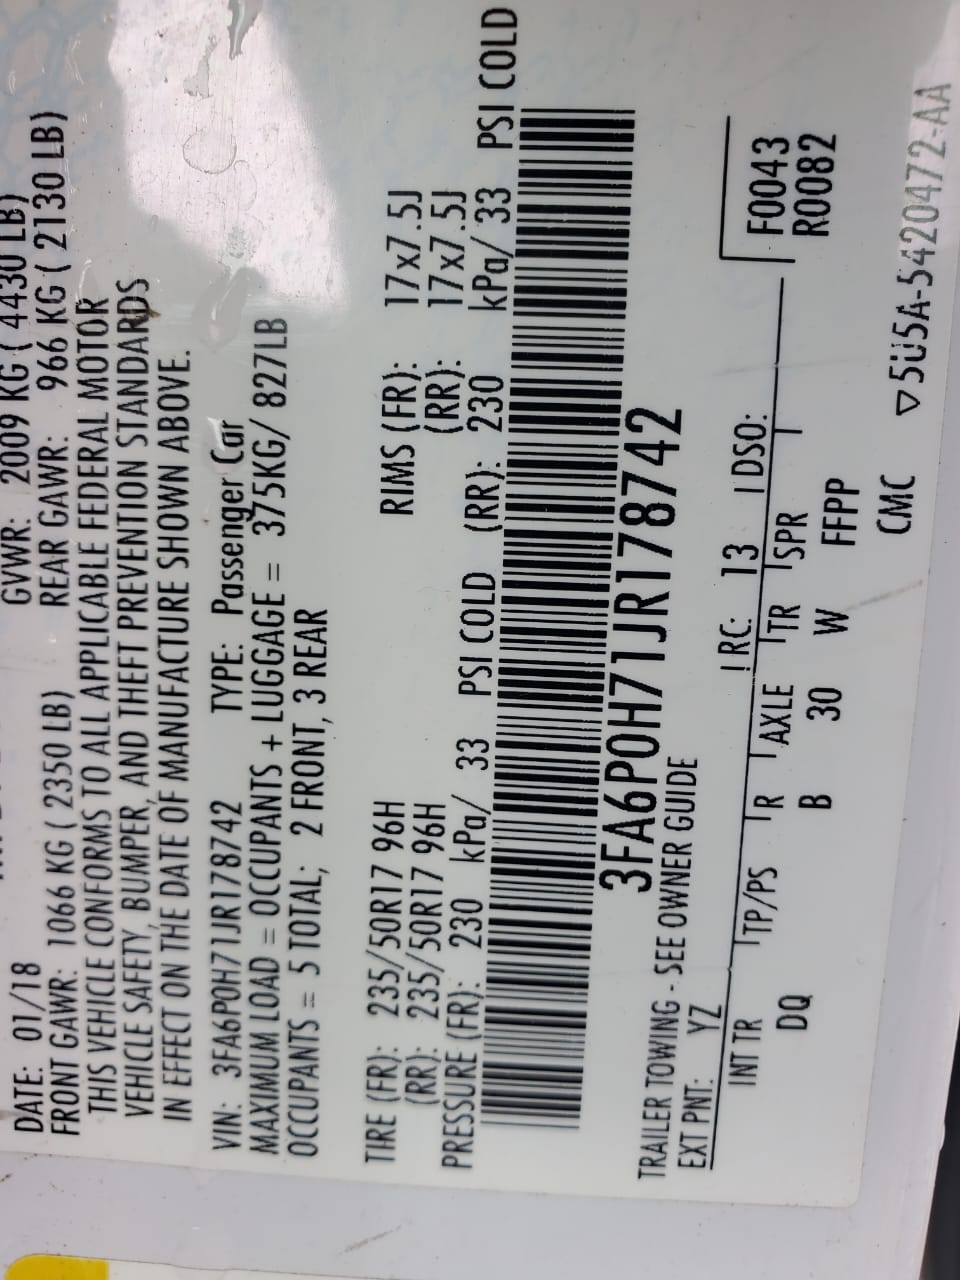 DATE: 01/18 GVWR: 2009 KG ( 4430 LB)
FRONT GAWR: 1066 KG ( 2350 LB) REAR GAWR: 966 KG ( 2130 LB)
THIS VEHICLE CONFORMS TO ALL APPLICABLE FEDERAL MOTOR
VEHICLE SAFETY, BUMPER, AND THEFT PREVENTION STANDARDS
IN EFFECT ON THE DATE OF MANUFACTURE SHOWN ABOVE.
VIN: 3FA6P0H71JR178742 TYPE: Passenger Car
MAXIMUM LOAD = OCCUPANTS + LUGGAGE = 375KG/ 827LB
OCCUPANTS = 5 TOTAL; 2 FRONT, 3 REAR
TIRE (FR): 235/50R17 96H RIMS (FR): 17x7.5J
(RR): 235/50R17 96H (RR): 17x7.5J
PRESSURE (FR): 230 kPa/ 33 PSI COLD (RR): 230 kPa/ 33 PSI COLD
3FA6P0H71JR178742
TRAILER TOWING - SEE OWNER GUIDE
EXT PNT: YZ RC: 13 DSO:
INT TR TP/PS R AXLE TR SPR
DQ B 30 W FFPP
F0043
R0082
CMC ▽5U5A-5420472-AA